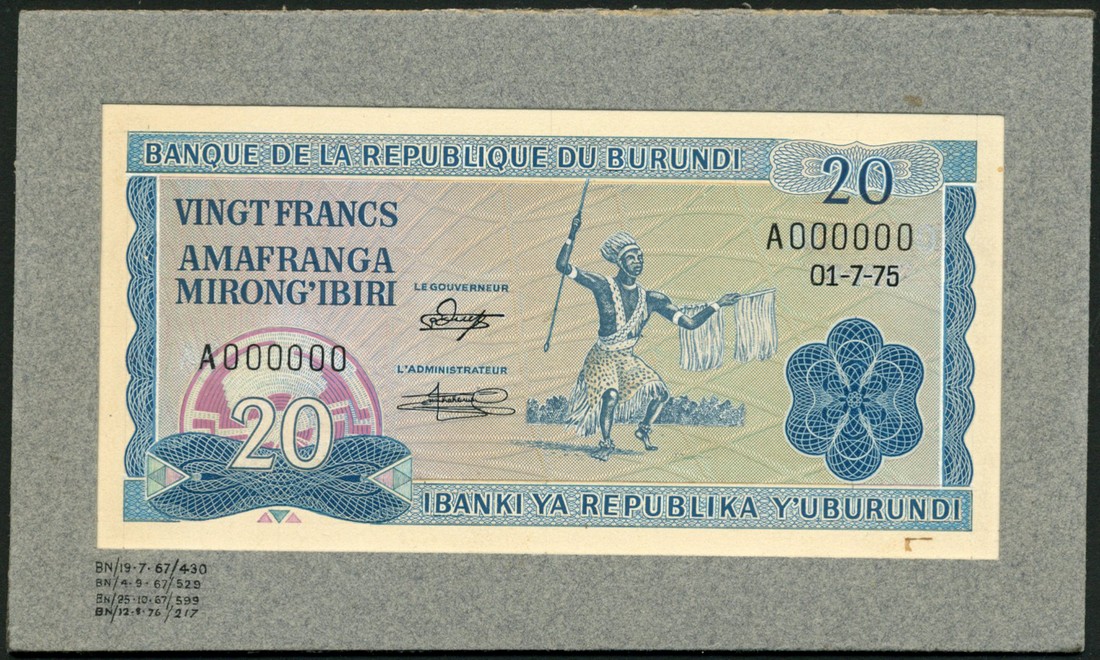 BANQUE DE LA REPUBLIQUE DU BURUNDI
20
VINGT FRANCS
AMAFRANGA
MIRONG'IBIRI
A000000
01-7-75
LE GOUVERNEUR
L'ADMINISTRATEUR
A000000
20
IBANKI YA REPUBLIKA Y'UBURUNDI
BN/19·7·67/430
BN/4·9·67/529
BN/25·10·67/599
BN/12·8·76/217